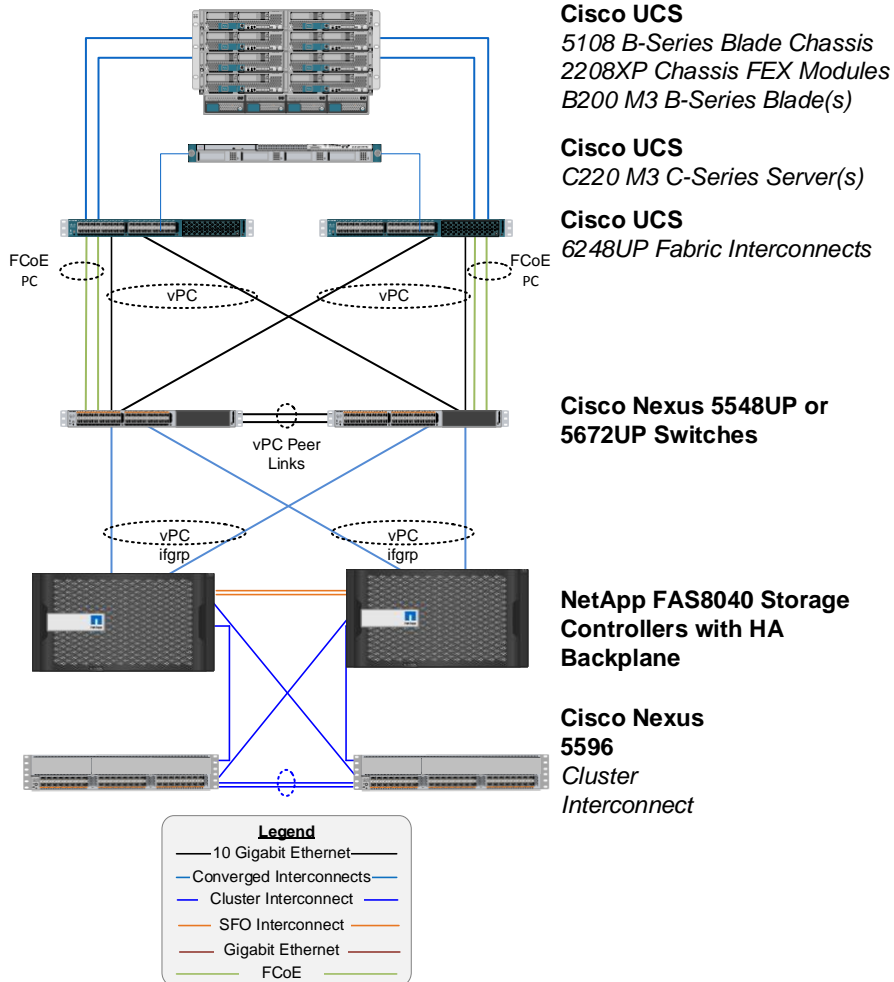 Cisco UCS
5108 B-Series Blade Chassis
2208XP Chassis FEX Modules
B200 M3 B-Series Blade(s)
Cisco UCS
C220 M3 C-Series Server(s)
Cisco UCS
6248UP Fabric Interconnects
FCoE
PC
vPC
vPC
FCoE
PC
Cisco Nexus 5548UP or
5672UP Switches
vPC Peer
Links
vPC
ifgrp
vPC
ifgrp
NetApp FAS8040 Storage
Controllers with HA
Backplane
Cisco Nexus
5596
Cluster
Interconnect
Legend
10 Gigabit Ethernet
Converged Interconnects
Cluster Interconnect
SFO Interconnect
Gigabit Ethernet
FCoE